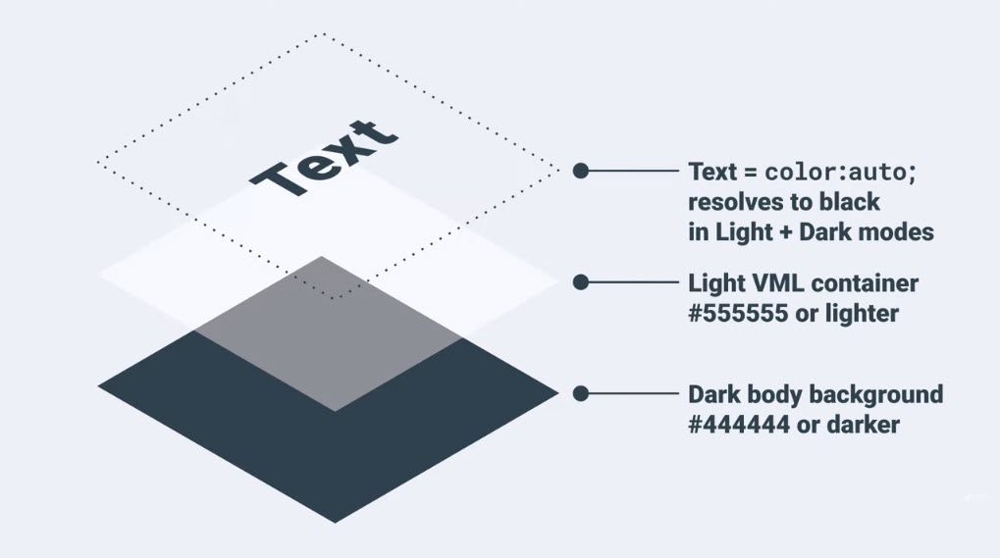 Text
Text = color:auto;
resolves to black
in Light + Dark modes
Light VML container
#555555 or lighter
Dark body background
#444444 or darker